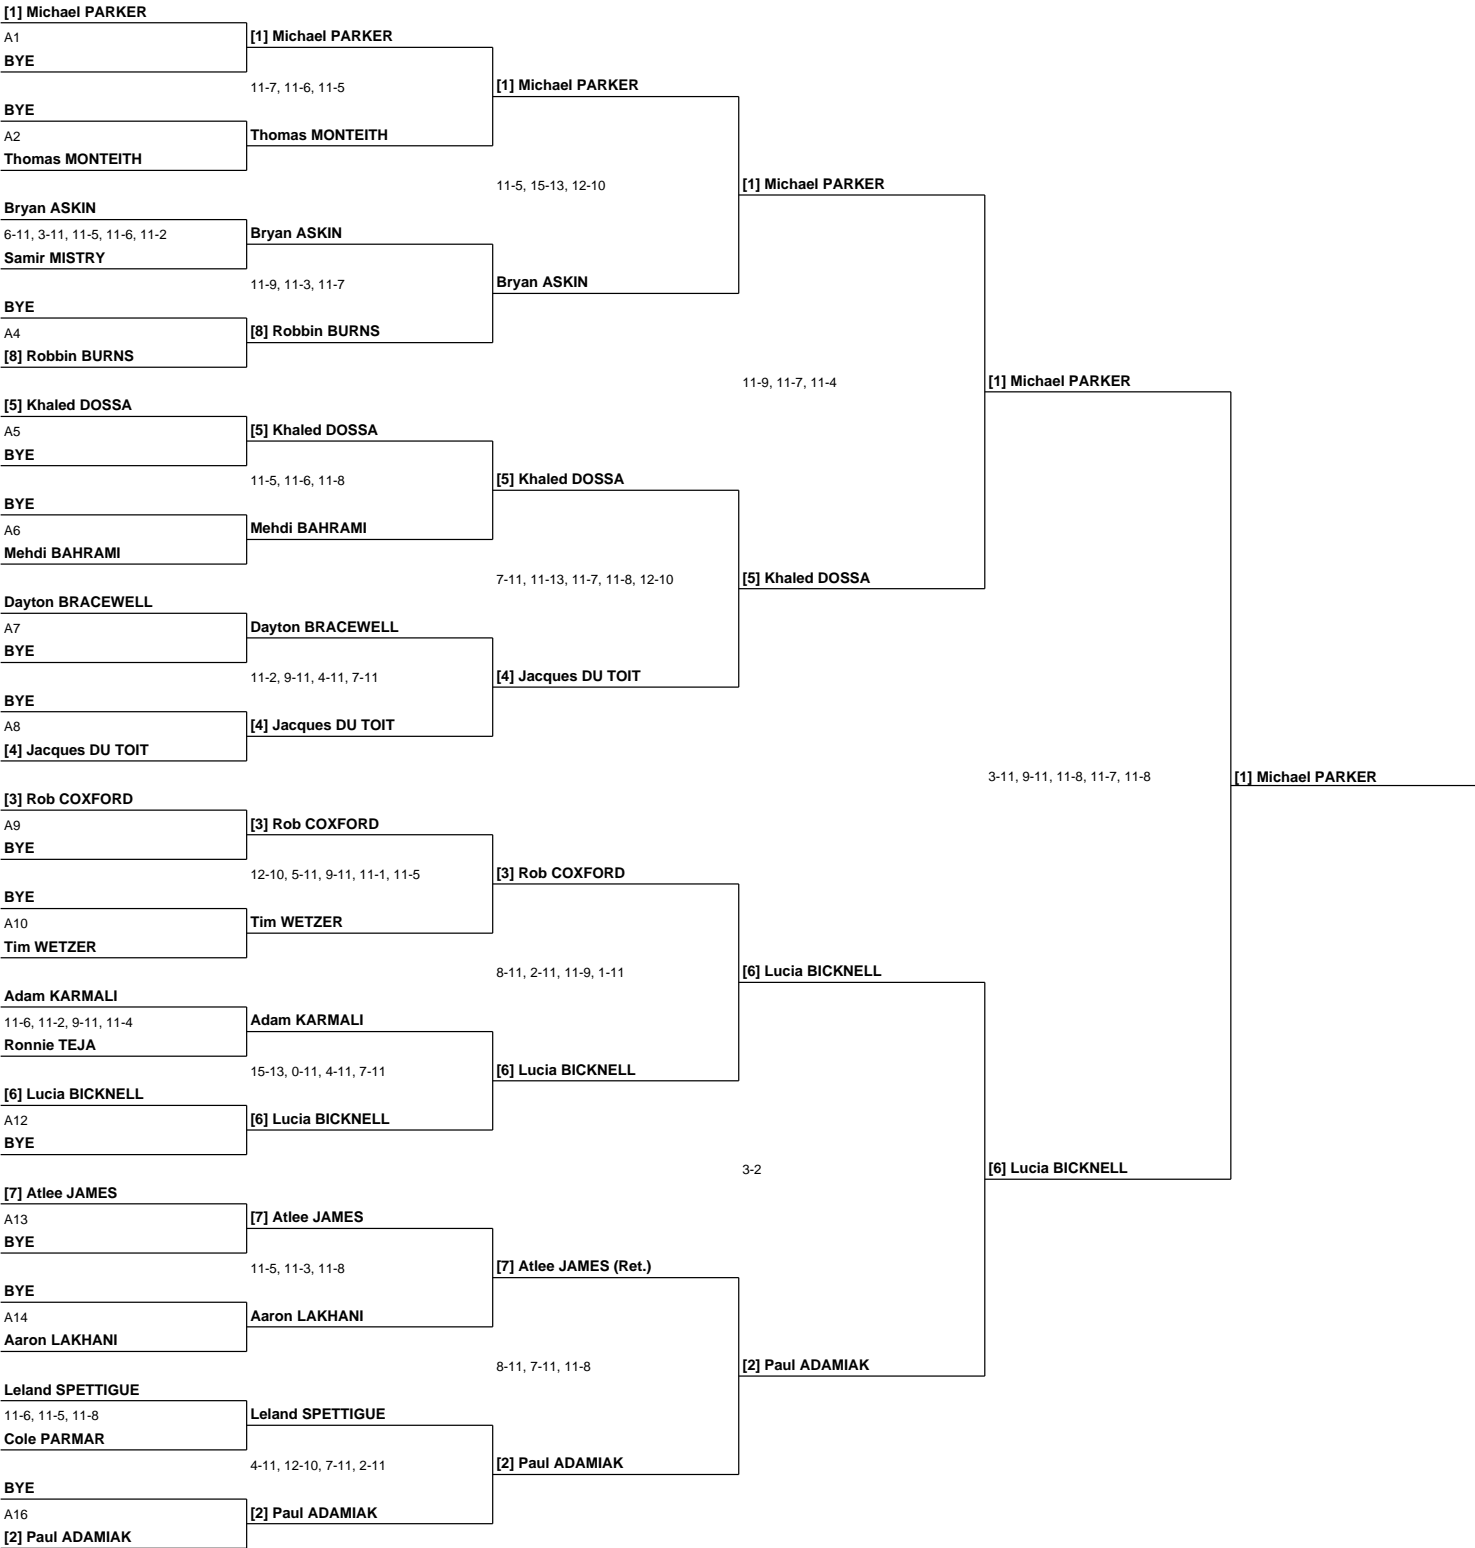 [1] Michael PARKER
A1
BYE
BYE
A2
Thomas MONTEITH
Bryan ASKIN
6-11, 3-11, 11-5, 11-6, 11-2
Samir MISTRY
BYE
A4
[8] Robbin BURNS
[5] Khaled DOSSA
A5
BYE
BYE
A6
Mehdi BAHRAMI
Dayton BRACEWELL
A7
BYE
BYE
A8
[4] Jacques DU TOIT
[3] Rob COXFORD
A9
BYE
BYE
A10
Tim WETZER
Adam KARMALI
11-6, 11-2, 9-11, 11-4
Ronnie TEJA
[6] Lucia BICKNELL
A12
BYE
[7] Atlee JAMES
A13
BYE
BYE
A14
Aaron LAKHANI
Leland SPETTIGUE
11-6, 11-5, 11-8
Cole PARMAR
BYE
A16
[2] Paul ADAMIAK
[1] Michael PARKER
11-7, 11-6, 11-5
Thomas MONTEITH
Bryan ASKIN
11-9, 11-3, 11-7
[8] Robbin BURNS
[5] Khaled DOSSA
11-5, 11-6, 11-8
Mehdi BAHRAMI
Dayton BRACEWELL
11-2, 9-11, 4-11, 7-11
[4] Jacques DU TOIT
[3] Rob COXFORD
12-10, 5-11, 9-11, 11-1, 11-5
Tim WETZER
Adam KARMALI
15-13, 0-11, 4-11, 7-11
[6] Lucia BICKNELL
[7] Atlee JAMES
11-5, 11-3, 11-8
Aaron LAKHANI
Leland SPETTIGUE
4-11, 12-10, 7-11, 2-11
[2] Paul ADAMIAK
[1] Michael PARKER
11-5, 15-13, 12-10
Bryan ASKIN
[5] Khaled DOSSA
7-11, 11-13, 11-7, 11-8, 12-10
[4] Jacques DU TOIT
[3] Rob COXFORD
8-11, 2-11, 11-9, 1-11
[6] Lucia BICKNELL
[7] Atlee JAMES (Ret.)
8-11, 7-11, 11-8
[2] Paul ADAMIAK
[1] Michael PARKER
11-9, 11-7, 11-4
[5] Khaled DOSSA
[6] Lucia BICKNELL
3-2
[2] Paul ADAMIAK
[1] Michael PARKER
3-11, 9-11, 11-8, 11-7, 11-8
[6] Lucia BICKNELL
[1] Michael PARKER